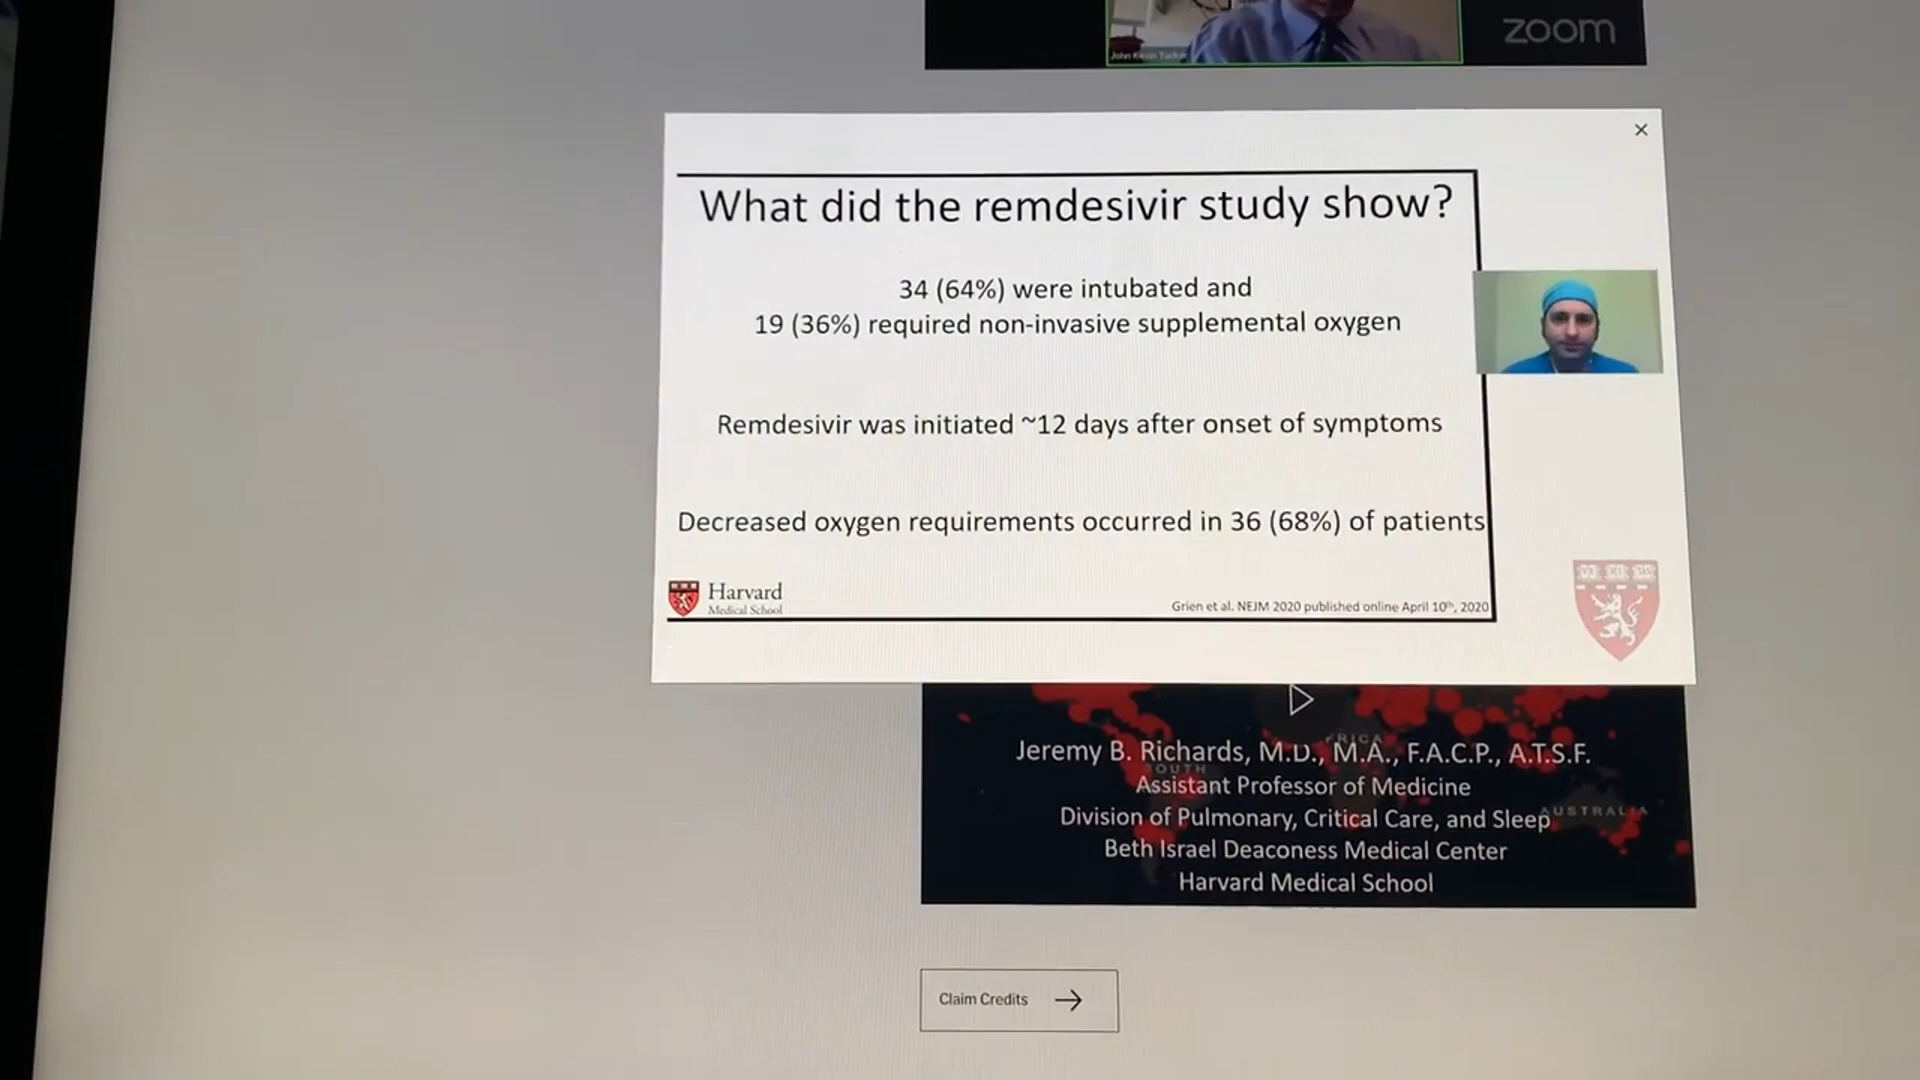 zoom
What did the remdesivir study show?
34 (64%) were intubated and
19 (36%) required non-invasive supplemental oxygen
Remdesivir was initiated ~12 days after onset of symptoms
Decreased oxygen requirements occurred in 36 (68%) of patients
Harvard
Medical School
Grien et al. NEJM 2020 published online April 10th, 2020
Jeremy B. Richards, M.D., M.A., F.A.C.P., A.T.S.F.
Assistant Professor of Medicine
Division of Pulmonary, Critical Care, and Sleep
AUSTRALIA
Beth Israel Deaconess Medical Center
Harvard Medical School
Claim Credits